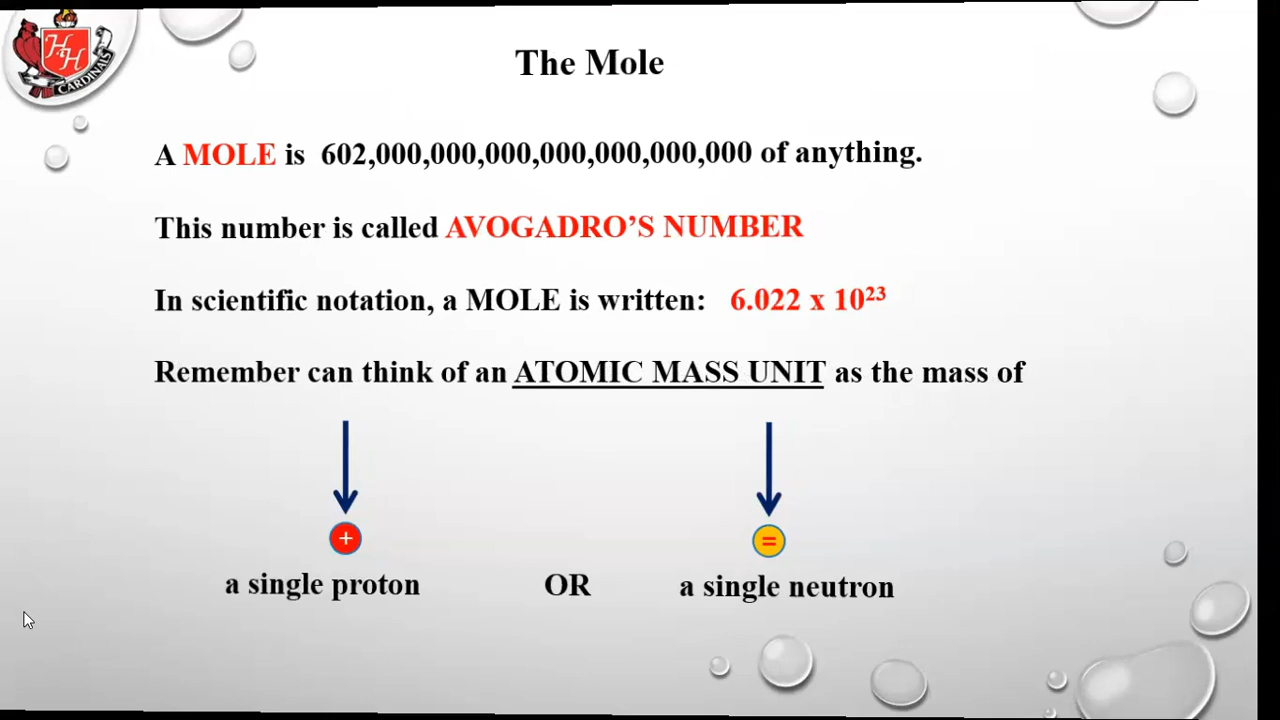 HH
CARDINALS
The Mole
A MOLE is 602,000,000,000,000,000,000,000 of anything.
This number is called AVOGADRO'S NUMBER
In scientific notation, a MOLE is written: 6.022 x 10²³
Remember can think of an ATOMIC MASS UNIT as the mass of
+ =
a single proton OR a single neutron